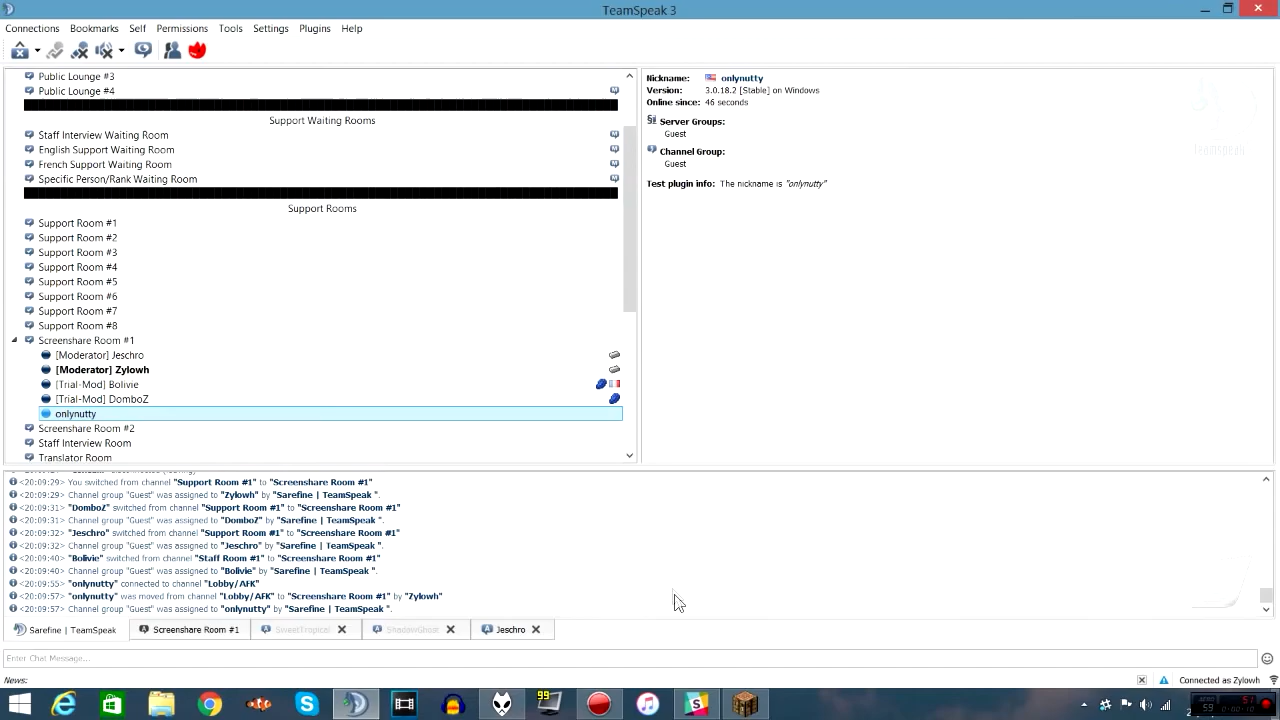 TeamSpeak 3
Connections Bookmarks Self Permissions Tools Settings Plugins Help
Public Lounge #3
Public Lounge #4
Support Waiting Rooms
Staff Interview Waiting Room
English Support Waiting Room
French Support Waiting Room
Specific Person/Rank Waiting Room
Support Rooms
Support Room #1
Support Room #2
Support Room #3
Support Room #4
Support Room #5
Support Room #6
Support Room #7
Support Room #8
Screenshare Room #1
[Moderator] Jeschro
[Moderator] Zylowh
[Trial-Mod] Bolivie
[Trial-Mod] DomboZ
onlynutty
Screenshare Room #2
Staff Interview Room
Translator Room
Nickname: onlynutty
Version: 3.0.18.2 [Stable] on Windows
Online since: 46 seconds
Server Groups:
Guest
Channel Group:
Guest
Test plugin info: The nickname is "onlynutty"
TeamSpeak
<20:09:29> You switched from channel "Support Room #1" to "Screenshare Room #1"
<20:09:29> Channel group "Guest" was assigned to "Zylowh" by "Sarefine | TeamSpeak ".
<20:09:31> "DomboZ" switched from channel "Support Room #1" to "Screenshare Room #1"
<20:09:31> Channel group "Guest" was assigned to "DomboZ" by "Sarefine | TeamSpeak ".
<20:09:32> "Jeschro" switched from channel "Support Room #1" to "Screenshare Room #1"
<20:09:32> Channel group "Guest" was assigned to "Jeschro" by "Sarefine | TeamSpeak ".
<20:09:40> "Bolivie" switched from channel "Staff Room #1" to "Screenshare Room #1"
<20:09:40> Channel group "Guest" was assigned to "Bolivie" by "Sarefine | TeamSpeak ".
<20:09:55> "onlynutty" connected to channel "Lobby/AFK"
<20:09:57> "onlynutty" was moved from channel "Lobby/AFK" to "Screenshare Room #1" by "Zylowh"
<20:09:57> Channel group "Guest" was assigned to "onlynutty" by "Sarefine | TeamSpeak ".
Sarefine | TeamSpeak Screenshare Room #1 SweetTropical ShadowGhost Jeschro
Enter Chat Message...
News: Connected as Zylowh
99
59 51